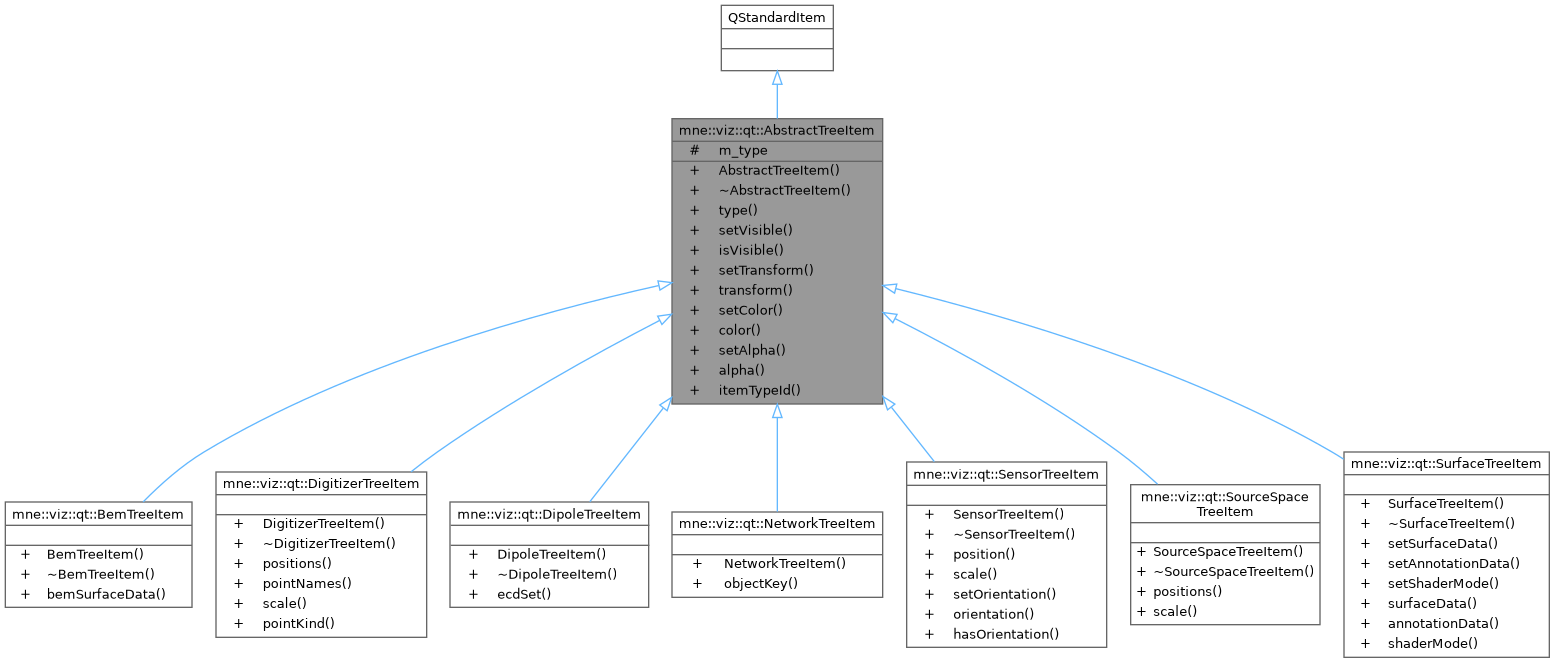 QStandardItem
mne::viz::qt::AbstractTreeItem
# m_type
+ AbstractTreeItem()
+ ~AbstractTreeItem()
+ type()
+ setVisible()
+ isVisible()
+ setTransform()
+ transform()
+ setColor()
+ color()
+ setAlpha()
+ alpha()
+ itemTypeId()
mne::viz::qt::BemTreeItem
+ BemTreeItem()
+ ~BemTreeItem()
+ bemSurfaceData()
mne::viz::qt::DigitizerTreeItem
+ DigitizerTreeItem()
+ ~DigitizerTreeItem()
+ positions()
+ pointNames()
+ scale()
+ pointKind()
mne::viz::qt::DipoleTreeItem
+ DipoleTreeItem()
+ ~DipoleTreeItem()
+ ecdSet()
mne::viz::qt::NetworkTreeItem
+ NetworkTreeItem()
+ objectKey()
mne::viz::qt::SensorTreeItem
+ SensorTreeItem()
+ ~SensorTreeItem()
+ position()
+ scale()
+ setOrientation()
+ orientation()
+ hasOrientation()
mne::viz::qt::SourceSpace
TreeItem
+ SourceSpaceTreeItem()
+ ~SourceSpaceTreeItem()
+ positions()
+ scale()
mne::viz::qt::SurfaceTreeItem
+ SurfaceTreeItem()
+ ~SurfaceTreeItem()
+ setSurfaceData()
+ setAnnotationData()
+ setShaderMode()
+ surfaceData()
+ annotationData()
+ shaderMode()